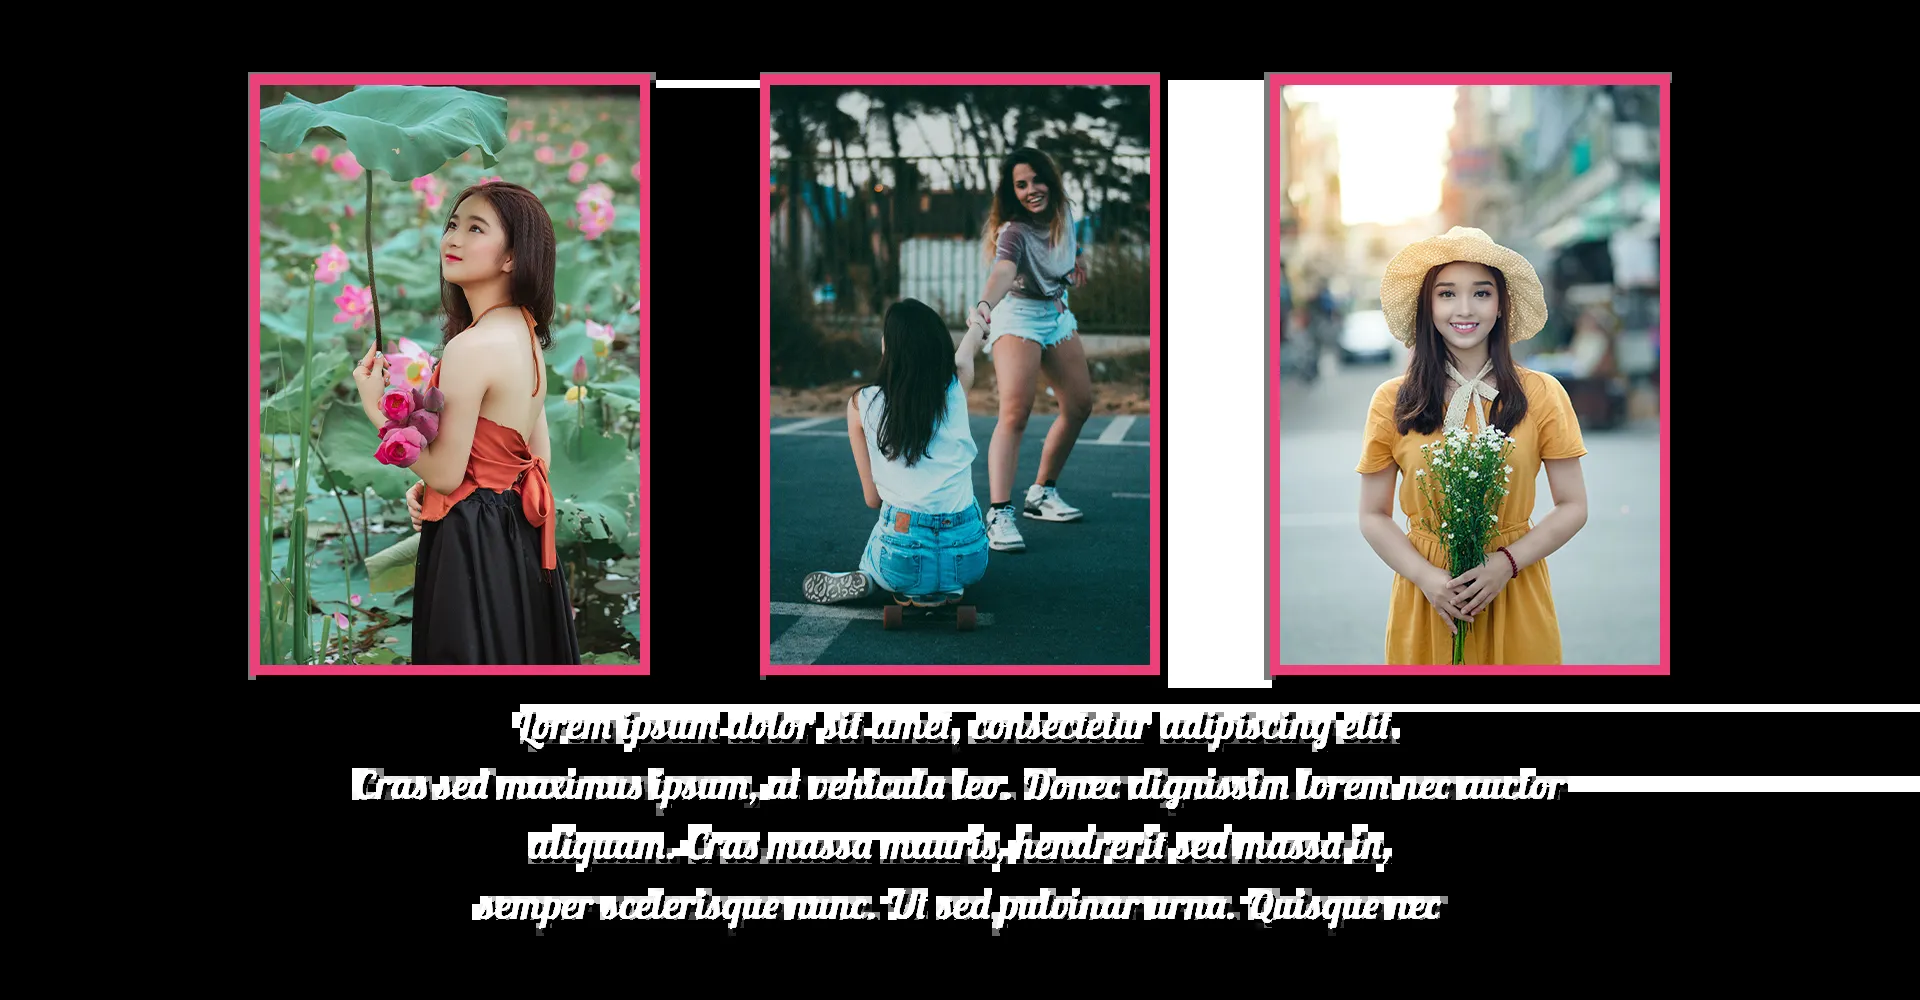 Lorem ipsum dolor sit amet, consectetur adipiscing elit.
Cras sed maximus ipsum, at vehicula leo. Donec dignissim lorem nec auctor
aliquam. Cras massa mauris, hendrerit sed massa in,
semper scelerisque nunc. Ut sed pulvinar urna. Quisque nec